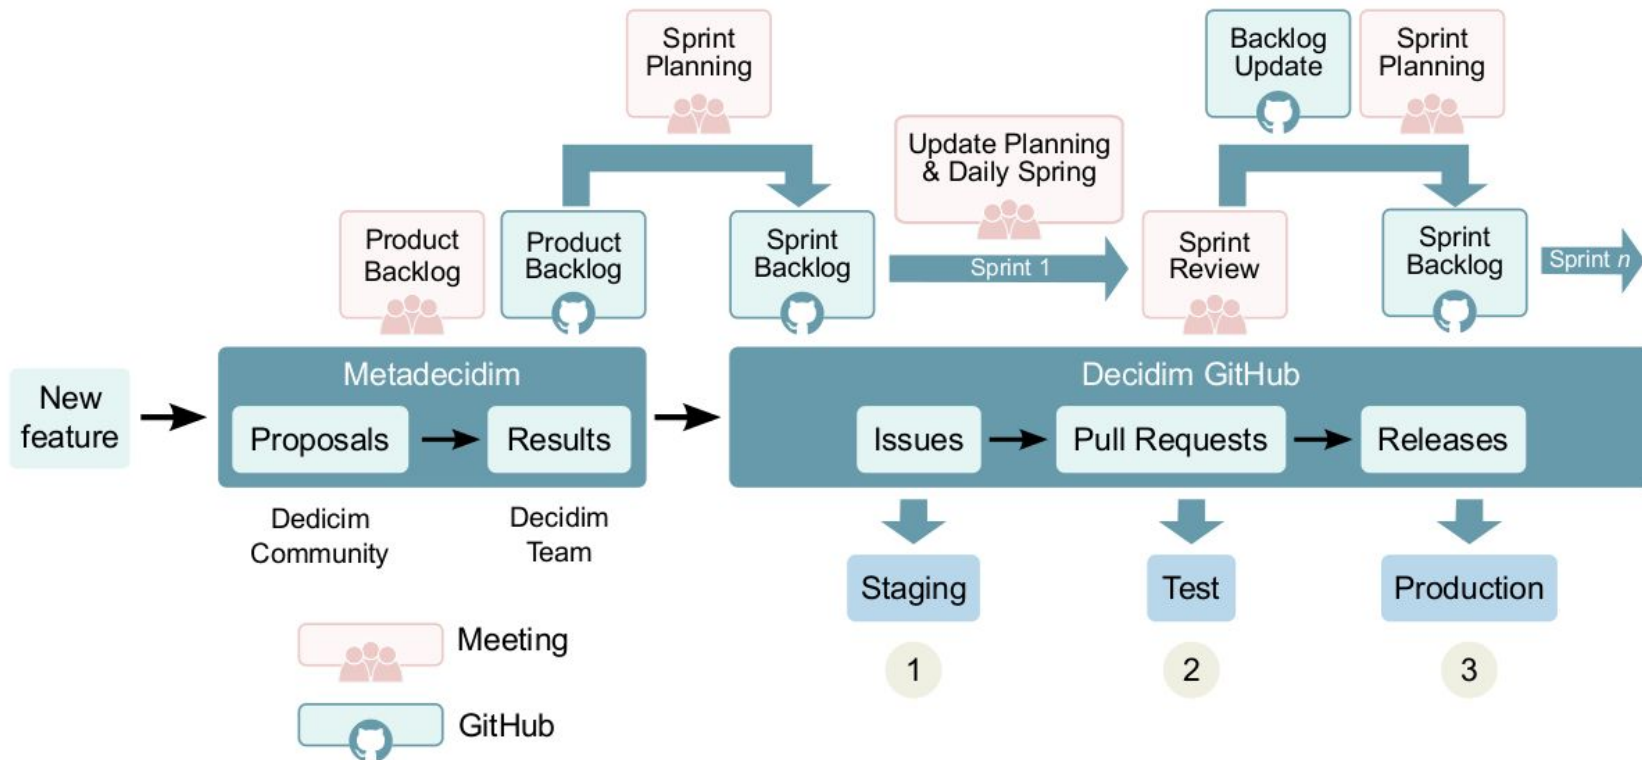 Sprint
Planning
Backlog
Update
Sprint
Planning
Update Planning
& Daily Spring
Product
Backlog
Product
Backlog
Sprint
Backlog
Sprint 1
Sprint
Review
Sprint
Backlog
Sprint n
New
feature
Metadecidim
Proposals
Results
Decidim GitHub
Issues
Pull Requests
Releases
Dedicim
Community
Decidim
Team
Staging
Test
Production
1
2
3
Meeting
GitHub